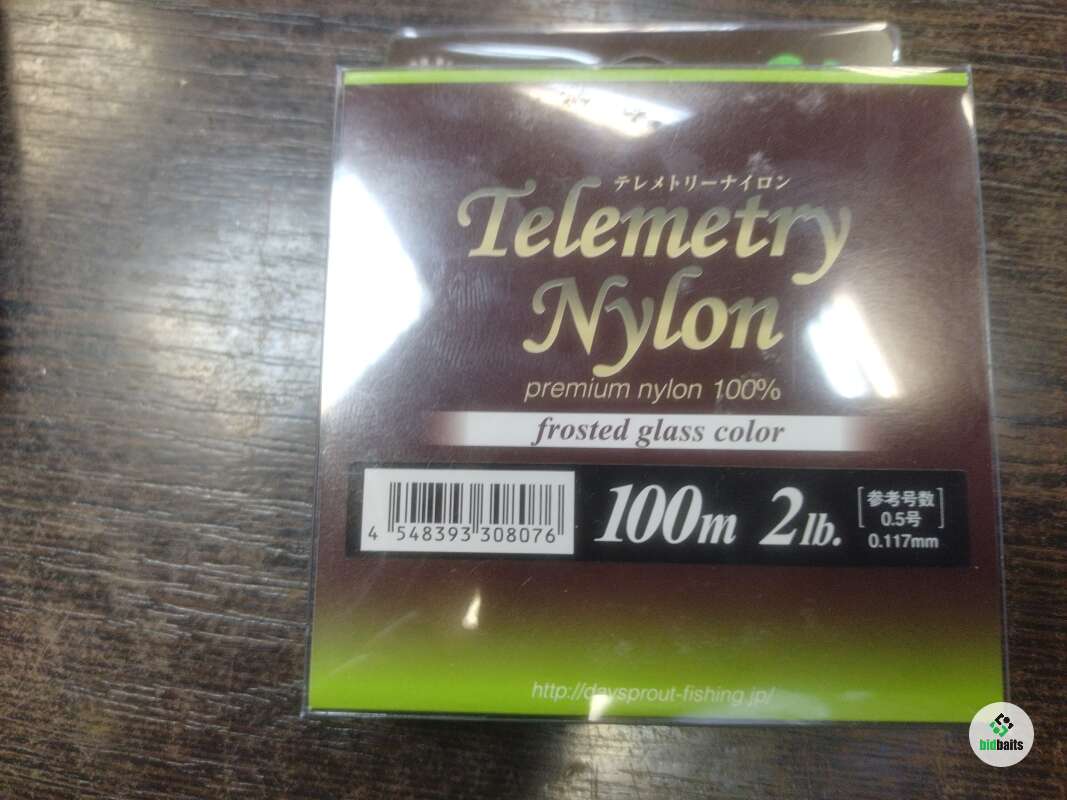 テレメトリーナイロン
Telemetry
Nylon
premium nylon 100%
frosted glass color
4 548393 308076
100m 2lb.
参考号数
0.5号
0.117mm
http://daysprout-fishing.jp/
bidbaits